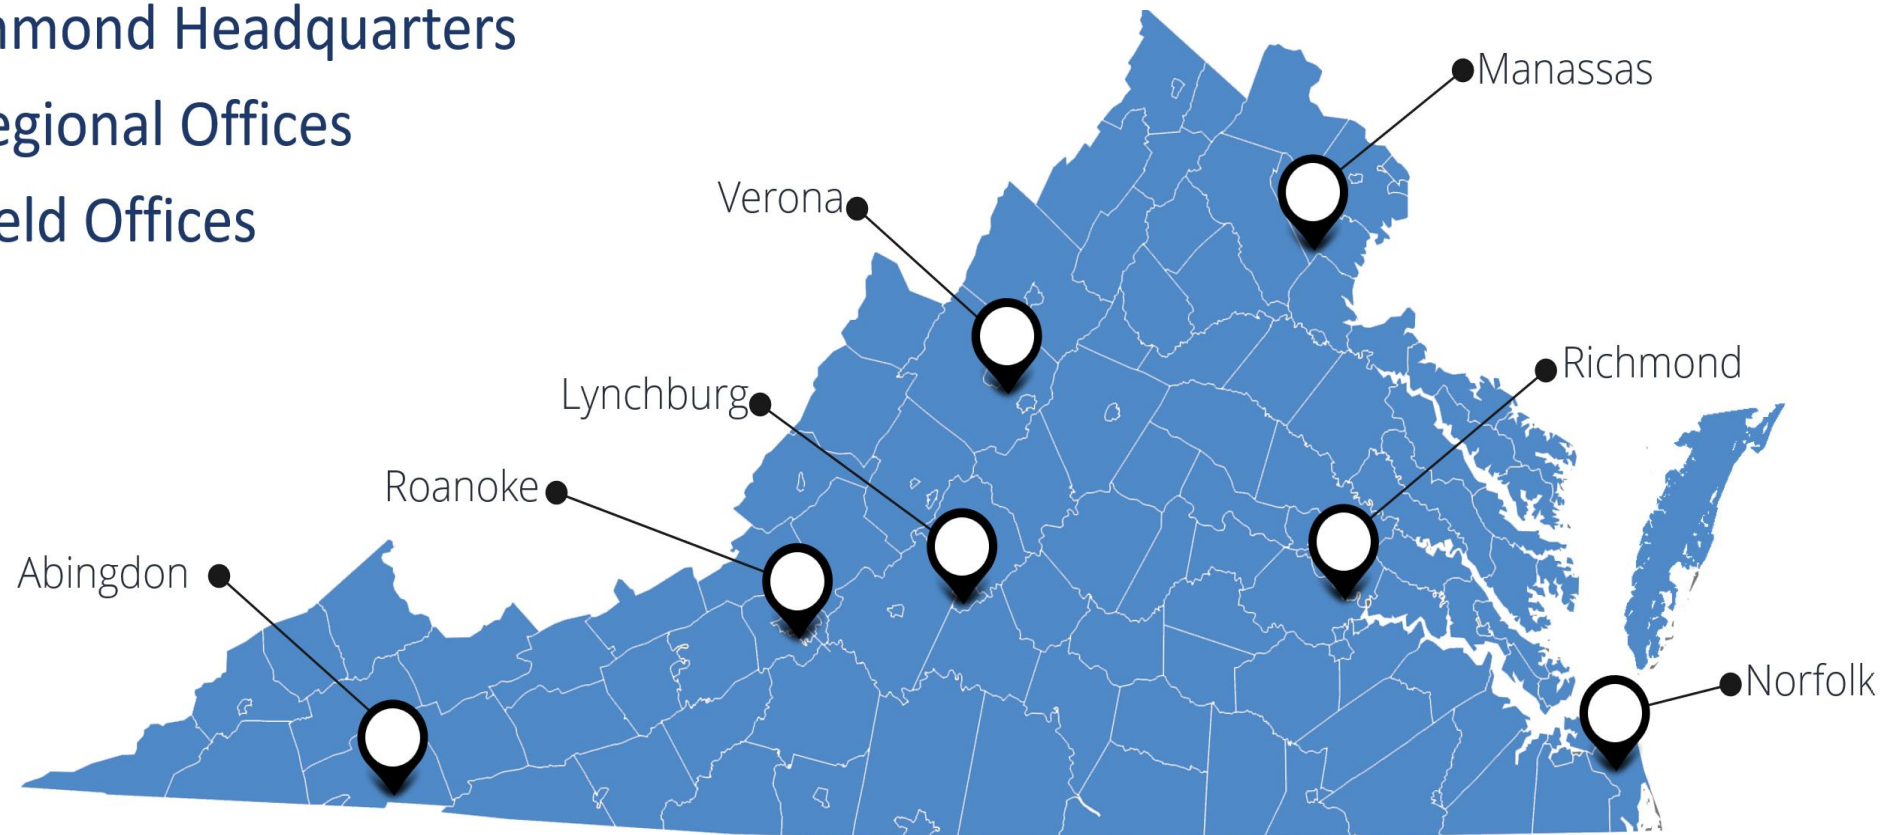 mond Headquarters
egional Offices
eld Offices
Manassas
Verona
Richmond
Lynchburg
Roanoke
Abingdon
Norfolk